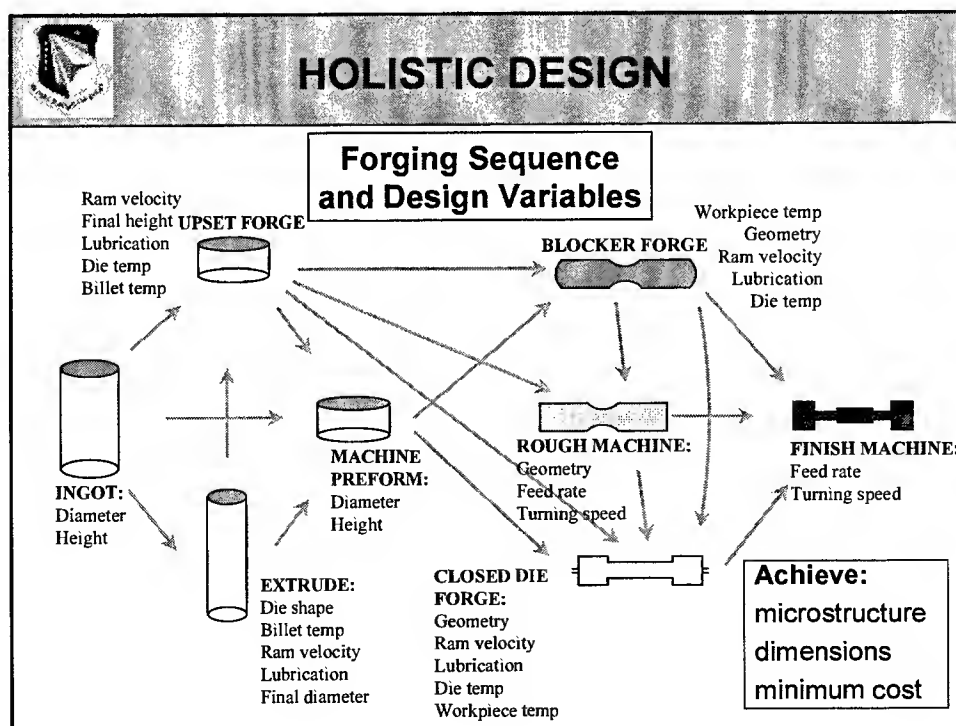 HOLISTIC DESIGN
Forging Sequence
and Design Variables
Ram velocity
Final height
Lubrication
Die temp
Billet temp
UPSET FORGE
BLOCKER FORGE
Workpiece temp
Geometry
Ram velocity
Lubrication
Die temp
INGOT:
Diameter
Height
MACHINE
PREFORM:
Diameter
Height
ROUGH MACHINE:
Geometry
Feed rate
Turning speed
FINISH MACHINE:
Feed rate
Turning speed
EXTRUDE:
Die shape
Billet temp
Ram velocity
Lubrication
Final diameter
CLOSED DIE
FORGE:
Geometry
Ram velocity
Lubrication
Die temp
Workpiece temp
Achieve:
microstructure
dimensions
minimum cost